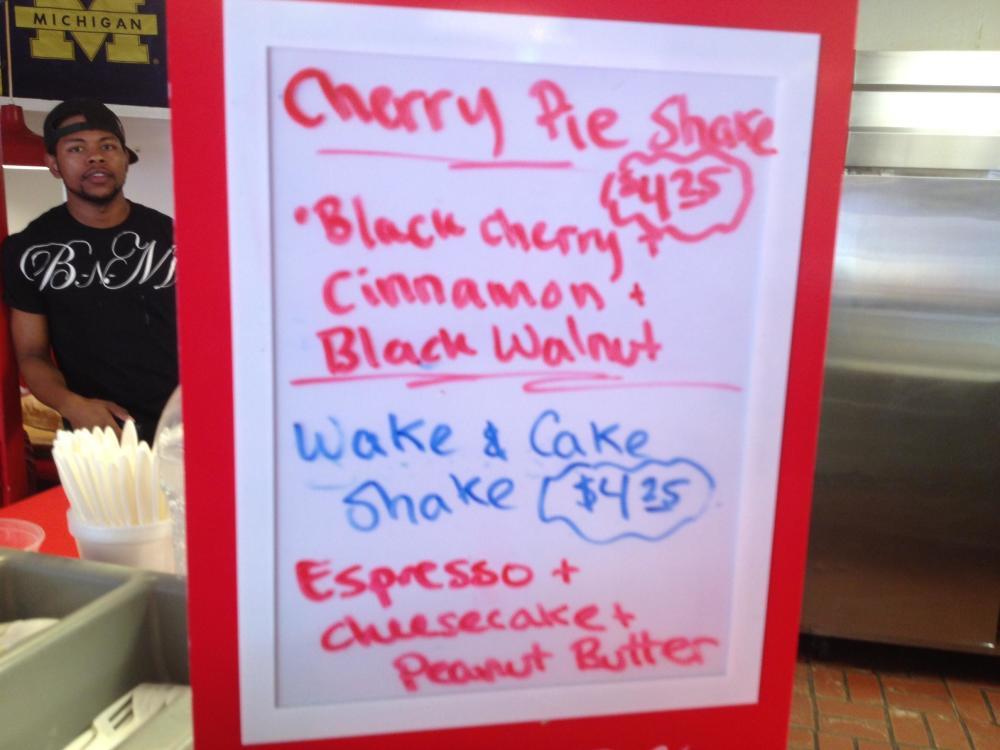 MICHIGAN
M
BNM
Cherry Pie Shake
$4.35
• Black cherry +
Cinnamon +
Black Walnut
Wake & Cake
Shake $4.35
Espresso +
cheesecake +
Peanut Butter